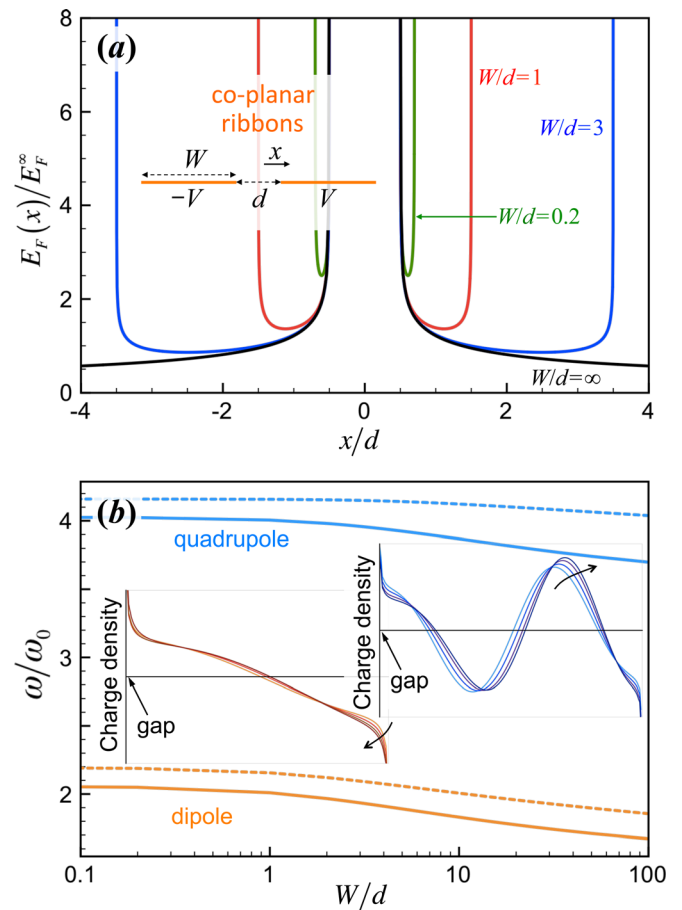 (a)
8
6
4
2
0
E_F(x)/E_F^∞
co-planar
ribbons
W
x
-V
d
V
W/d=1
W/d=3
W/d=0.2
W/d=∞
-4
-2
0
2
4
x/d
(b)
4
3
2
ω/ω₀
quadrupole
Charge density
gap
Charge density
gap
dipole
0.1
1
10
100
W/d